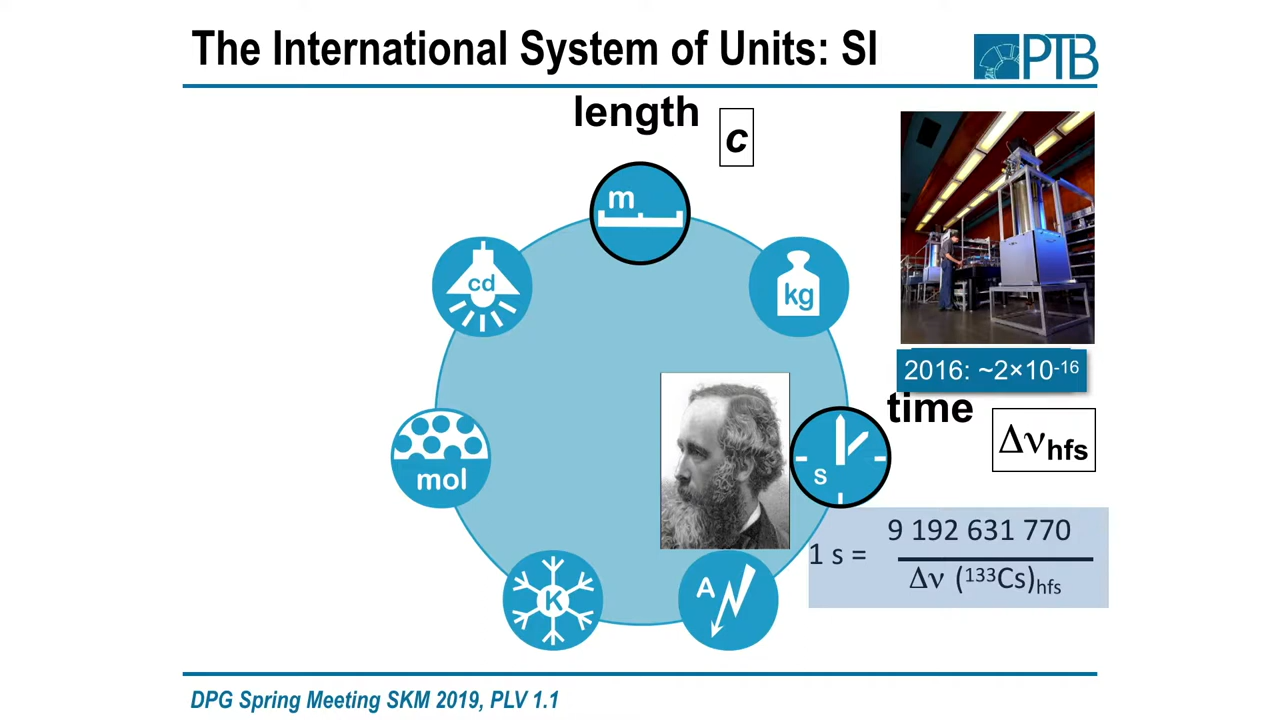 The International System of Units: SI
PTB
length
c
m
cd
kg
2016: ~2×10⁻¹⁶
time
Δνhfs
s
mol
9 192 631 770
1 s =
Δν (¹³³Cs)hfs
K
A
DPG Spring Meeting SKM 2019, PLV 1.1